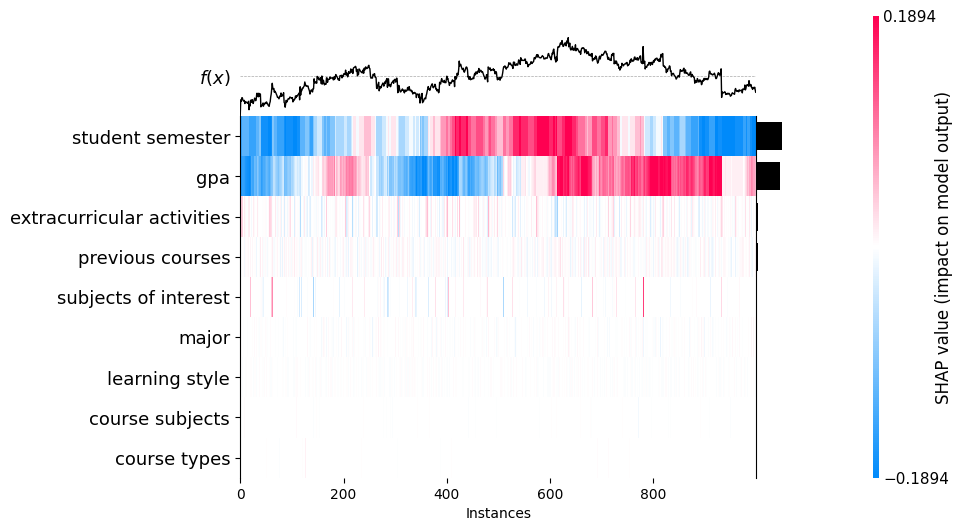 0.1894
f(x)
student semester
gpa
extracurricular activities
previous courses
subjects of interest
major
learning style
course subjects
course types
0 200 400 600 800
Instances
SHAP value (impact on model output)
−0.1894